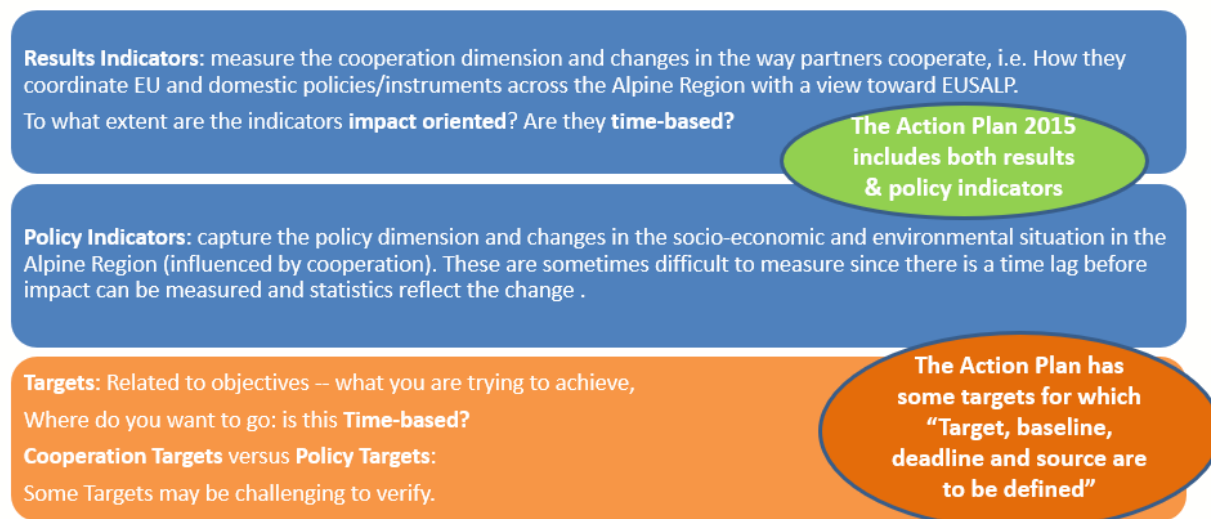 Results Indicators: measure the cooperation dimension and changes in the way partners cooperate, i.e. How they
coordinate EU and domestic policies/instruments across the Alpine Region with a view toward EUSALP.
To what extent are the indicators impact oriented? Are they time-based?
The Action Plan 2015
includes both results
& policy indicators
Policy Indicators: capture the policy dimension and changes in the socio-economic and environmental situation in the
Alpine Region (influenced by cooperation). These are sometimes difficult to measure since there is a time lag before
impact can be measured and statistics reflect the change .
Targets: Related to objectives -- what you are trying to achieve,
Where do you want to go: is this Time-based?
Cooperation Targets versus Policy Targets:
Some Targets may be challenging to verify.
The Action Plan has
some targets for which
“Target, baseline,
deadline and source are
to be defined”